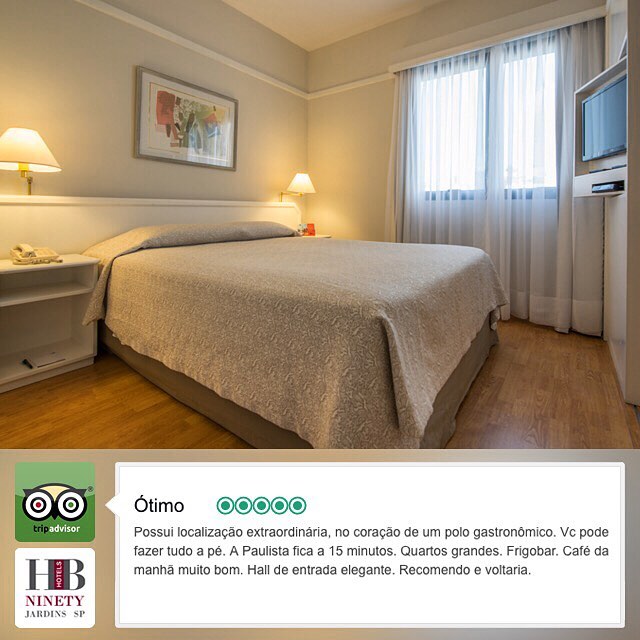 Ótimo
Possui localização extraordinária, no coração de um polo gastronômico. Vc pode
fazer tudo a pé. A Paulista fica a 15 minutos. Quartos grandes. Frigobar. Café da
manhã muito bom. Hall de entrada elegante. Recomendo e voltaria.
tripadvisor®
HB
HOTELS
NINETY
JARDINS SP